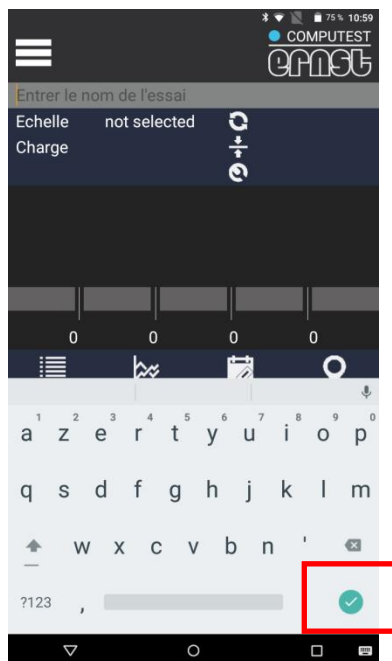 75 % 10:59
COMPUTEST
ernst
Entrer le nom de l'essai
Echelle not selected
Charge
0 0 0 0
1 2 3 4 5 6 7 8 9 0
a z e r t y u i o p
q s d f g h j k l m
w x c v b n '
?123 ,